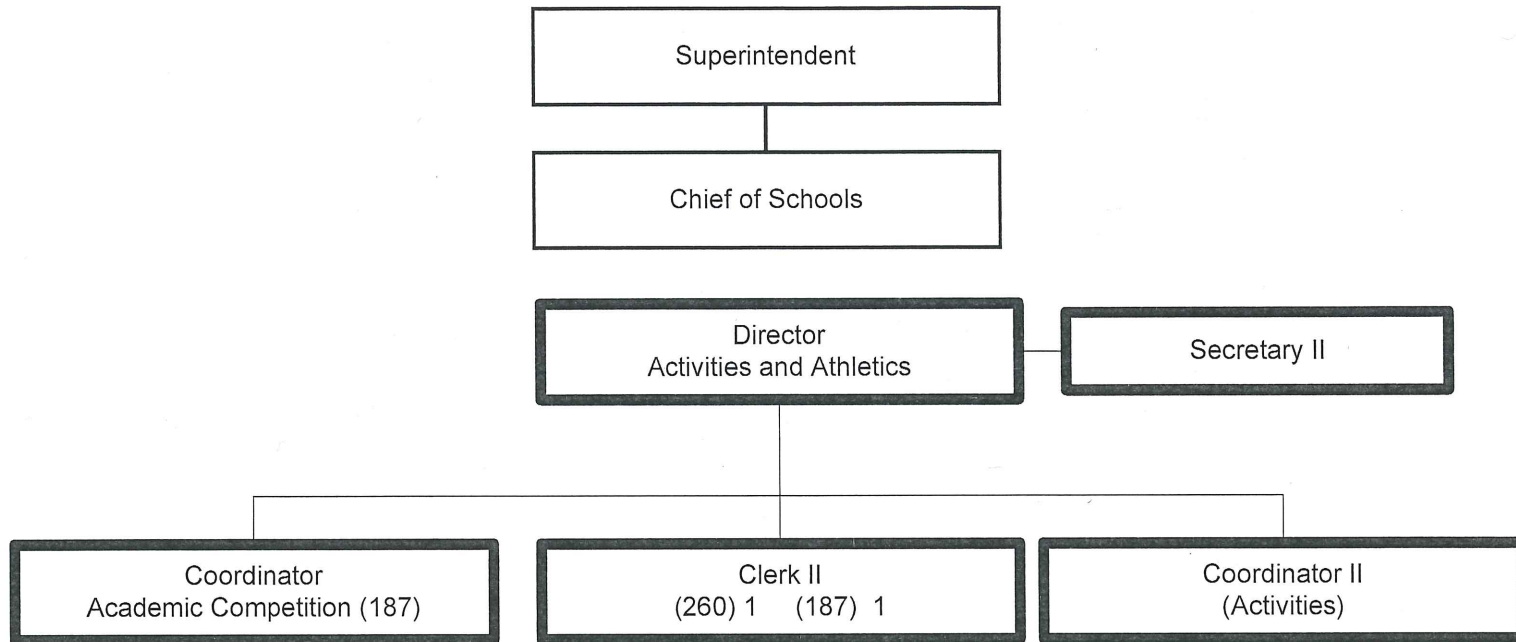 Superintendent
Chief of Schools
Director
Activities and Athletics
Secretary II
Coordinator
Academic Competition (187)
Clerk II
(260) 1 (187) 1
Coordinator II
(Activities)